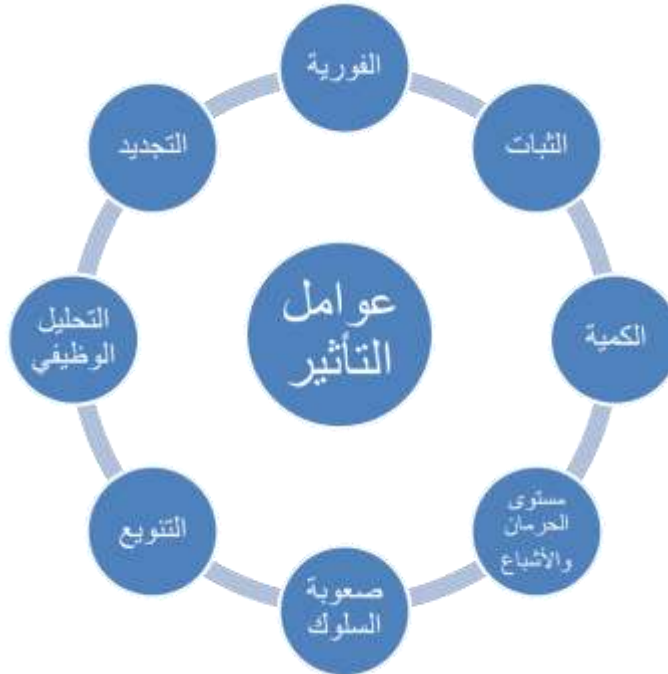 عوامل
التأثير
الفورية
الثبات
الكمية
مستوى
الحرمان
والأشباع
صعوبة
السلوك
التنويع
التحليل
الوظيفي
التجديد